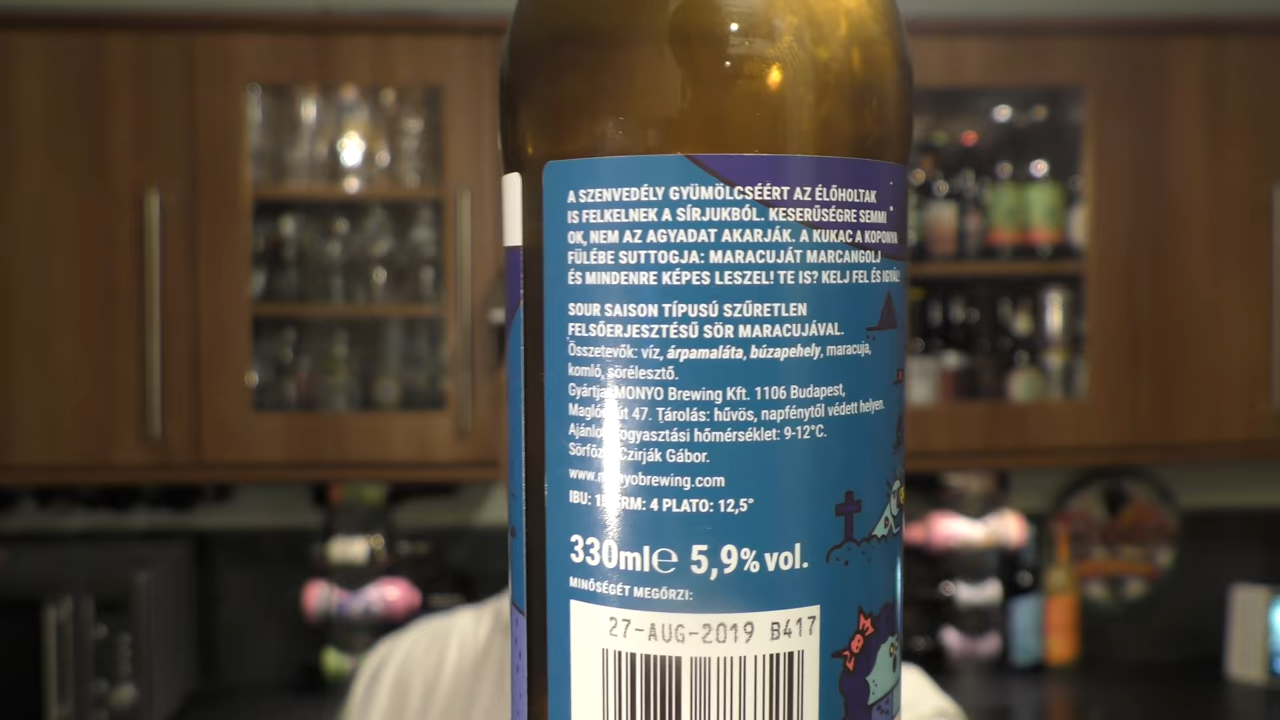 A SZENVEDÉLY GYÜMÖLCSÉÉRT AZ ÉLŐHOLTAK
IS FELKELNEK A SÍRJUKBÓL. KESERŰSÉGRE SEMMI
OK, NEM AZ AGYADAT AKARJÁK. A KUKAC A KOPONYA
FÜLÉBE SUTTOGJA: MARACUJÁT MARCANGOLJ
ÉS MINDENRE KÉPES LESZEL! TE IS? KELJ FEL ÉS
SOUR SAISON TÍPUSÚ SZŰRETLEN
FELSŐERJESZTÉSŰ SÖR MARACUJÁVAL.
Összetevők: víz, árpamaláta, búzapehely, maracuja,
komló, sörélesztő.
Gyártja: MONYO Brewing Kft. 1106 Budapest,
47. Tárolás: hűvös, napfénytől védett helyen.
hőmérséklet: 9-12°C.
Czirják Gábor.
www.monyobrewing.com
IBU: 4 PLATO: 12,5°
330ml℮ 5,9% vol.
MINŐSÉGÉT MEGŐRZI:
27-AUG-2019 B417